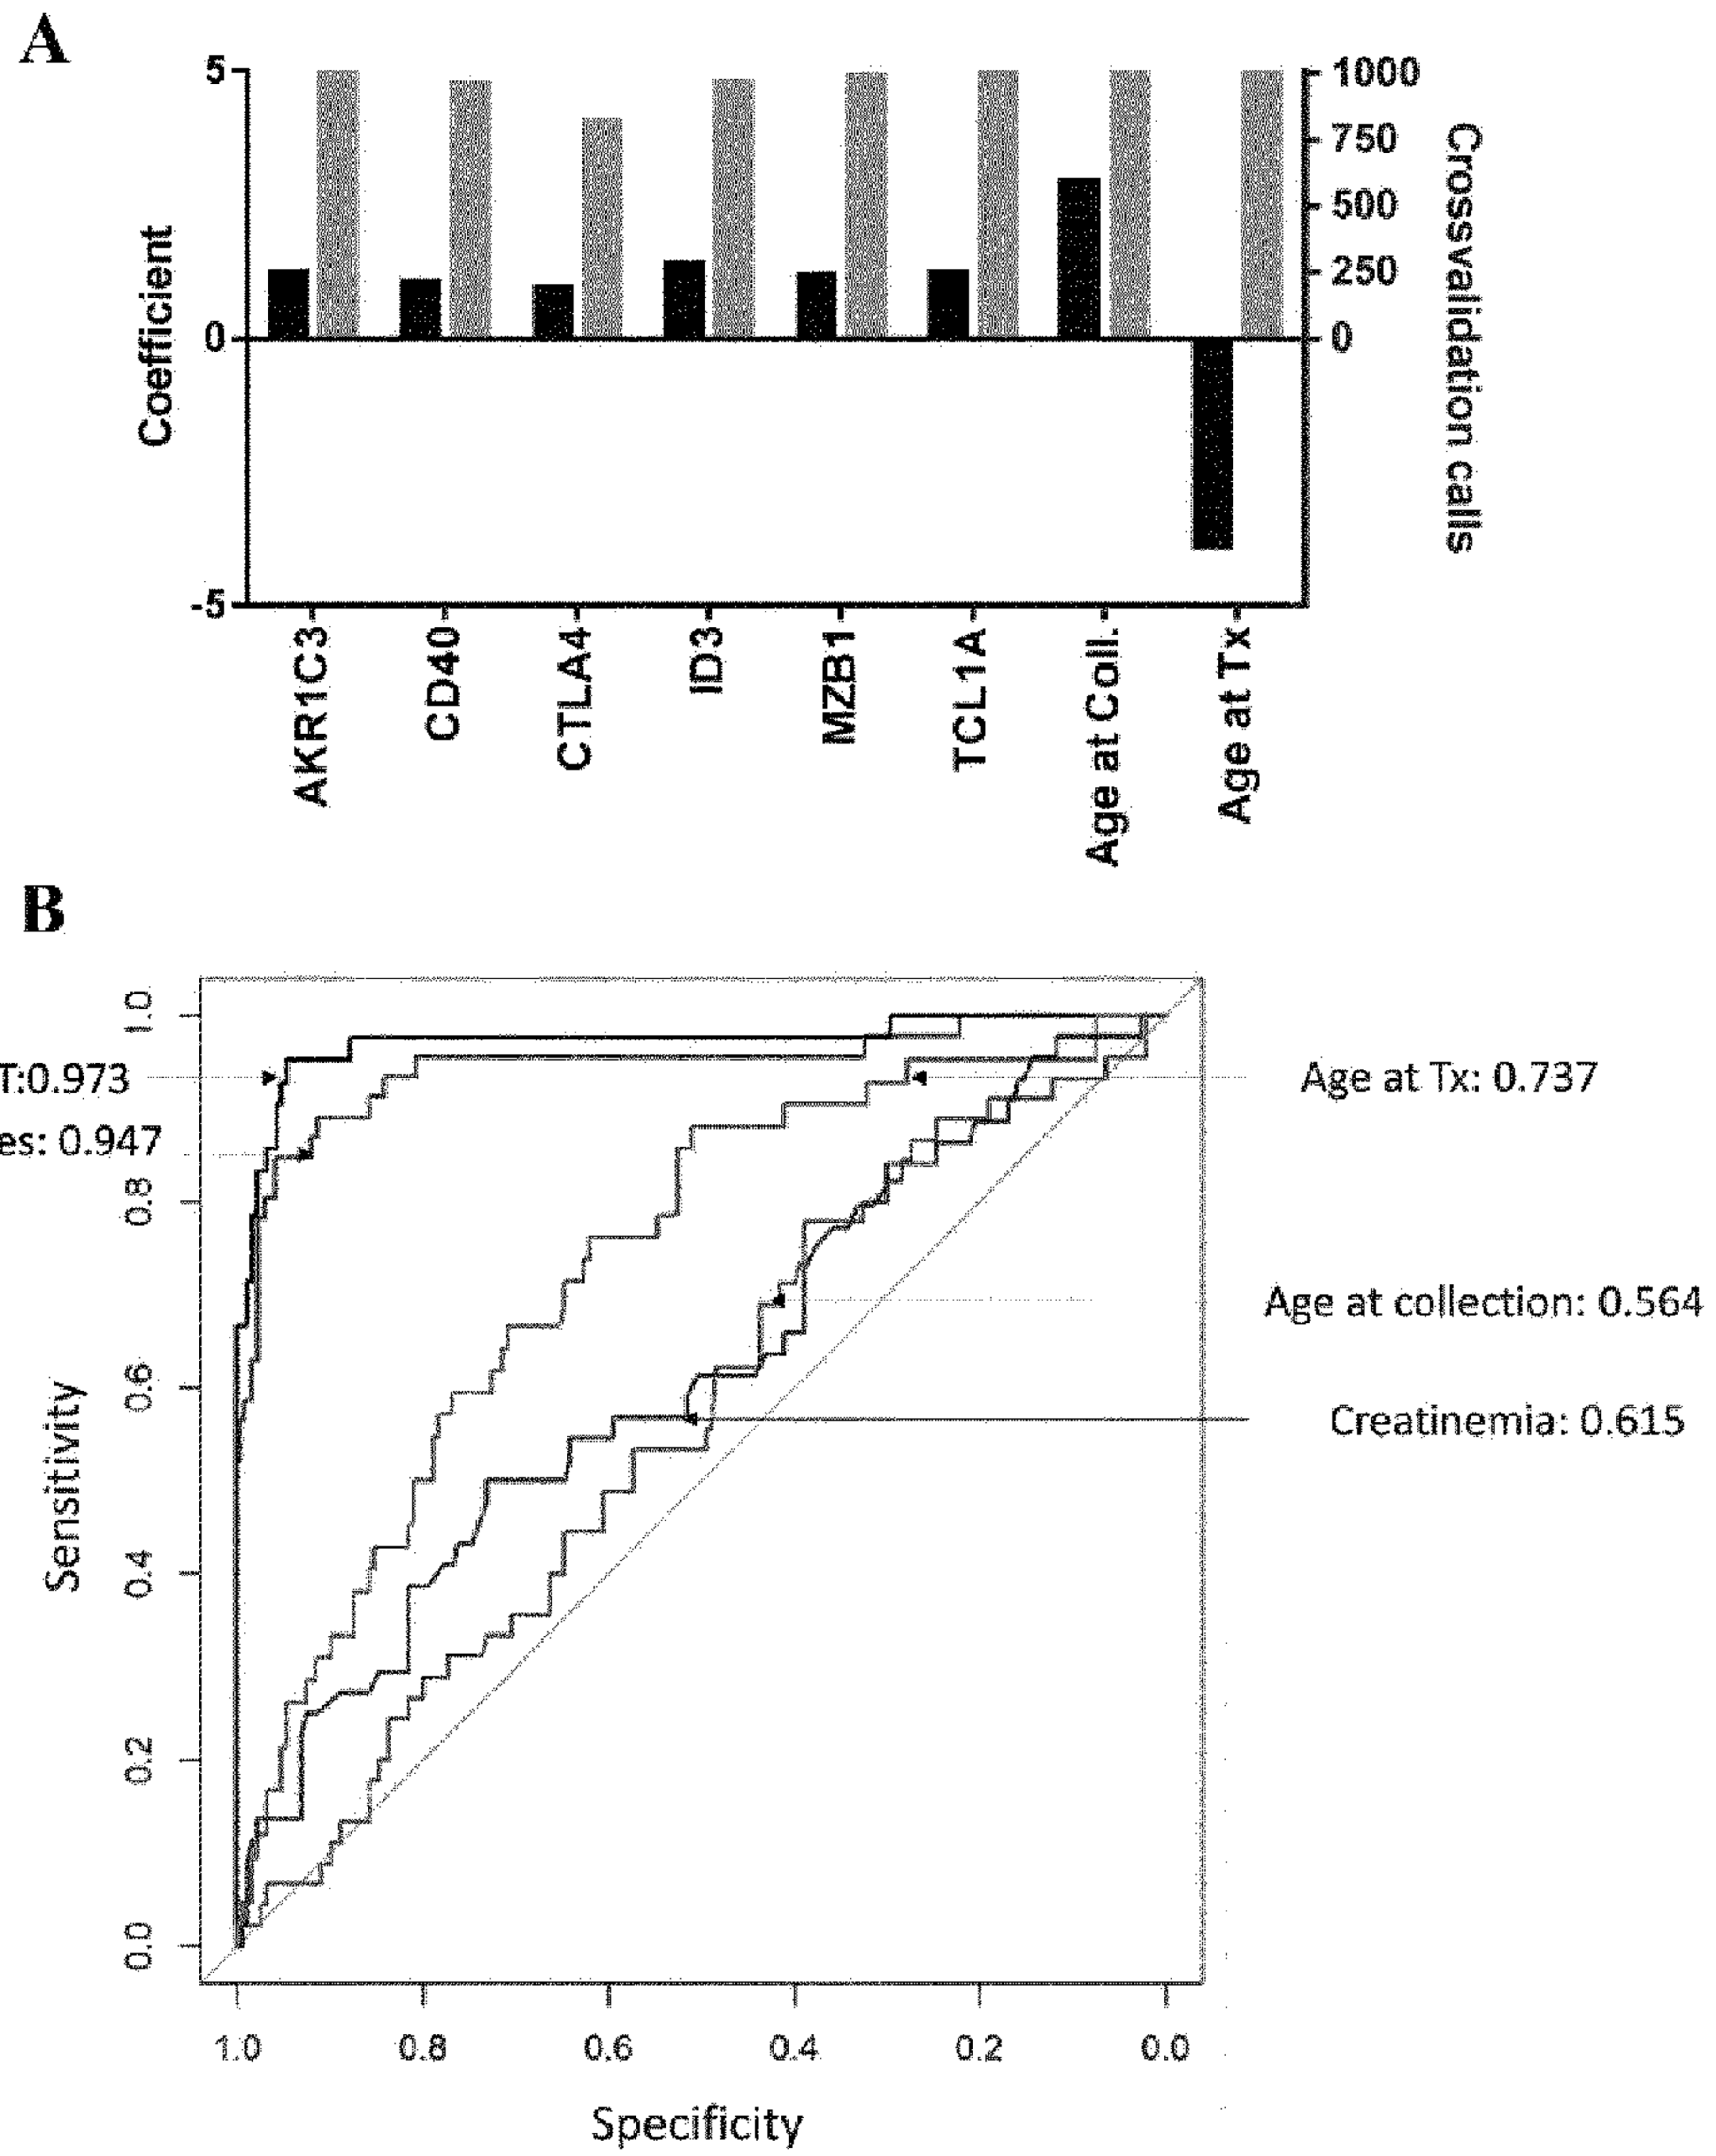 A
5
0
-5
Coefficient
1000
750
500
250
0
Crossvalidation calls
AKR1C3
CD40
CTLA4
ID3
MZB1
TCL1A
Age at Coll.
Age at Tx
B
1.0
0.8
0.6
0.4
0.2
0.0
Sensitivity
T:0.973
es: 0.947
Age at Tx: 0.737
Age at collection: 0.564
Creatinemia: 0.615
1.0 0.8 0.6 0.4 0.2 0.0
Specificity